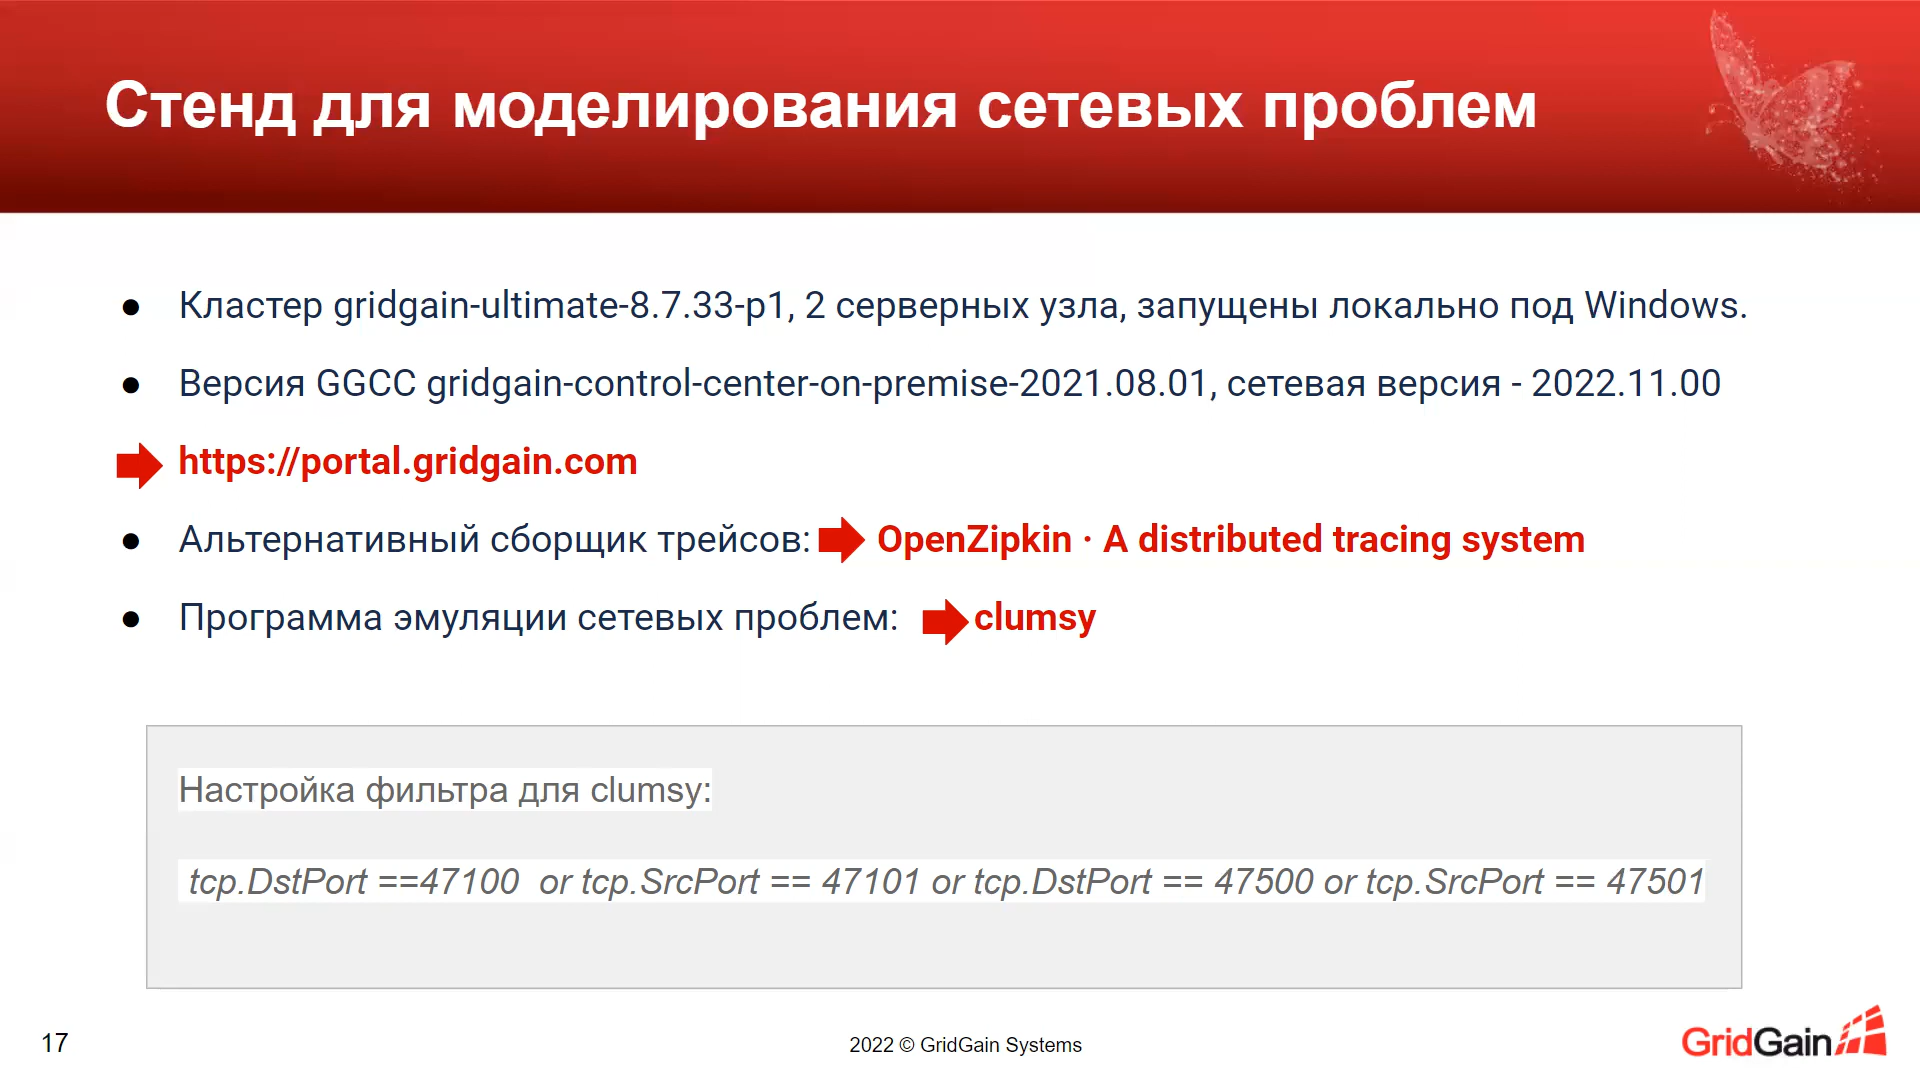 Стенд для моделирования сетевых проблем
● Кластер gridgain-ultimate-8.7.33-p1, 2 серверных узла, запущены локально под Windows.
● Версия GGCC gridgain-control-center-on-premise-2021.08.01, сетевая версия - 2022.11.00
https://portal.gridgain.com
● Альтернативный сборщик трейсов: OpenZipkin · A distributed tracing system
● Программа эмуляции сетевых проблем: clumsy
Настройка фильтра для clumsy:
tcp.DstPort ==47100  or tcp.SrcPort == 47101 or tcp.DstPort == 47500 or tcp.SrcPort == 47501
17
2022 © GridGain Systems
GridGain